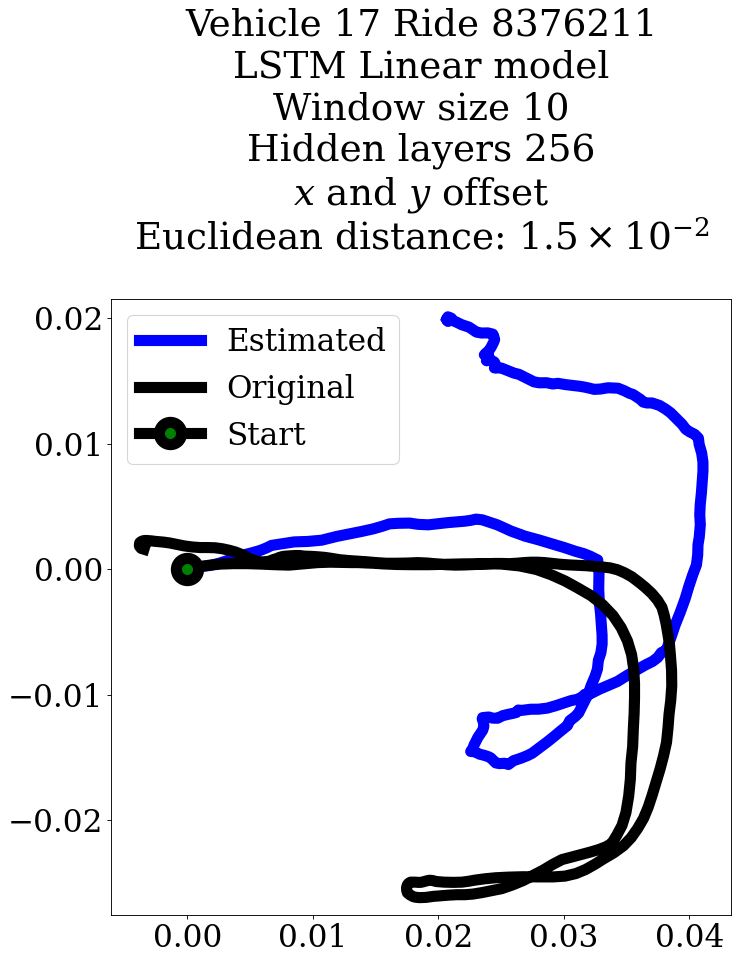 Vehicle 17 Ride 8376211
LSTM Linear model
Window size 10
Hidden layers 256
x and y offset
Euclidean distance: 1.5 × 10⁻²
Estimated
Original
Start
0.02
0.01
0.00
−0.01
−0.02
0.00 0.01 0.02 0.03 0.04